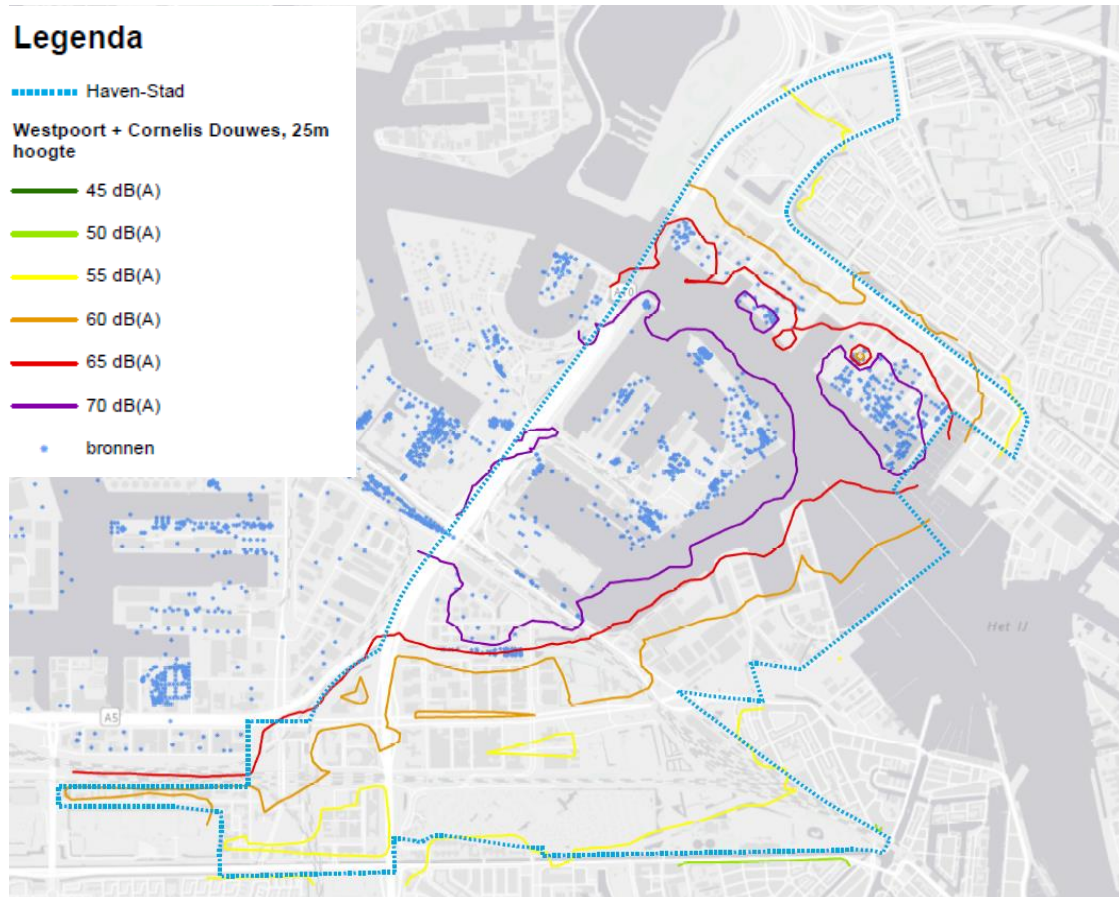 Legenda
Haven-Stad
Westpoort + Cornelis Douwes, 25m
hoogte
45 dB(A)
50 dB(A)
55 dB(A)
60 dB(A)
65 dB(A)
70 dB(A)
bronnen
A10
Het IJ
A5